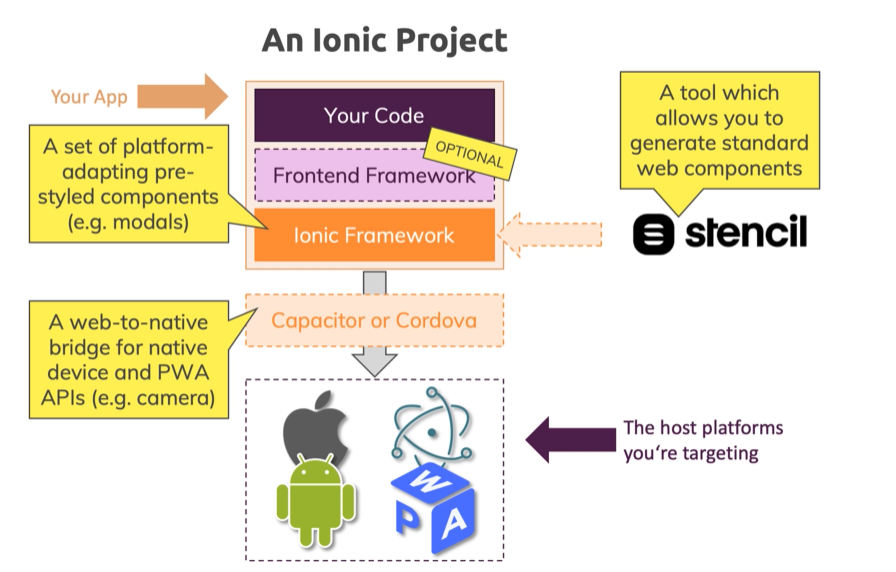 An Ionic Project
Your App
Your Code
OPTIONAL
Frontend Framework
Ionic Framework
A set of platform-
adapting pre-
styled components
(e.g. modals)
A tool which
allows you to
generate standard
web components
stencil
Capacitor or Cordova
A web-to-native
bridge for native
device and PWA
APIs (e.g. camera)
W
P A
The host platforms
you‘re targeting